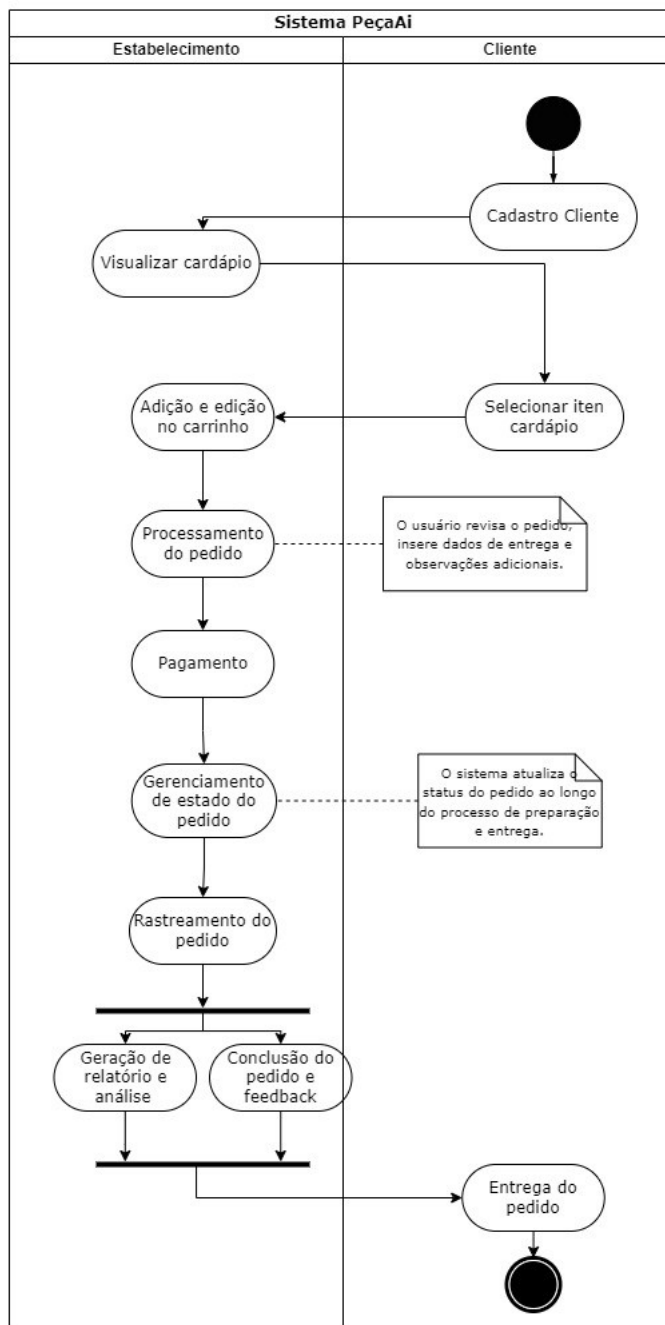 Sistema PeçaAi
Estabelecimento
Cliente
Cadastro Cliente
Visualizar cardápio
Adição e edição
no carrinho
Selecionar iten
cardápio
Processamento
do pedido
O usuário revisa o pedido,
insere dados de entrega e
observações adicionais.
Pagamento
Gerenciamento
de estado do
pedido
O sistema atualiza o
status do pedido ao longo
do processo de preparação
e entrega.
Rastreamento do
pedido
Geração de
relatório e
análise
Conclusão do
pedido e
feedback
Entrega do
pedido